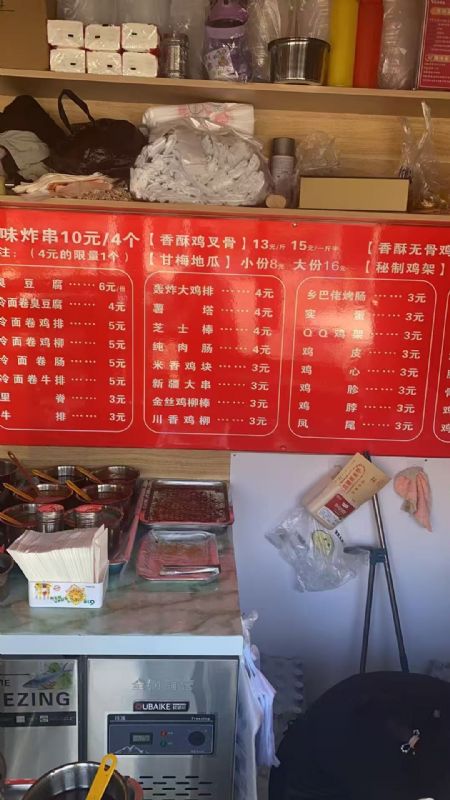 味炸串10元/4个
注：（4元的限量1个）
臭豆腐 ······ 6元/份
冷面卷臭豆腐 ··· 4元
冷面卷鸡排 ······ 5元
冷面卷鸡柳 ······ 5元
冷面卷肠 ······ 5元
冷面卷牛排 ······ 5元
里脊 ········· 3元
牛排 ········· 3元
【香酥鸡叉骨】13元/斤 15元/一斤半
【甘梅地瓜】小份8元 大份16元
轰炸大鸡排 ······ 4元
薯塔 ········· 4元
芝士棒 ········· 4元
纯肉肠 ········· 4元
米香鸡块 ······ 3元
新疆大串 ······ 3元
金丝鸡柳棒 ······ 3元
川香鸡柳 ······ 3元
【香酥无骨鸡
【秘制鸡架】
乡巴佬烤肠 ······ 3元
实蛋 ········· 3元
QQ鸡架 ······ 3元
鸡皮 ········· 3元
鸡心 ········· 3元
鸡胗 ········· 3元
鸡脖 ········· 3元
凤尾 ········· 3元
EEZING
OUBAIKE
Freezing